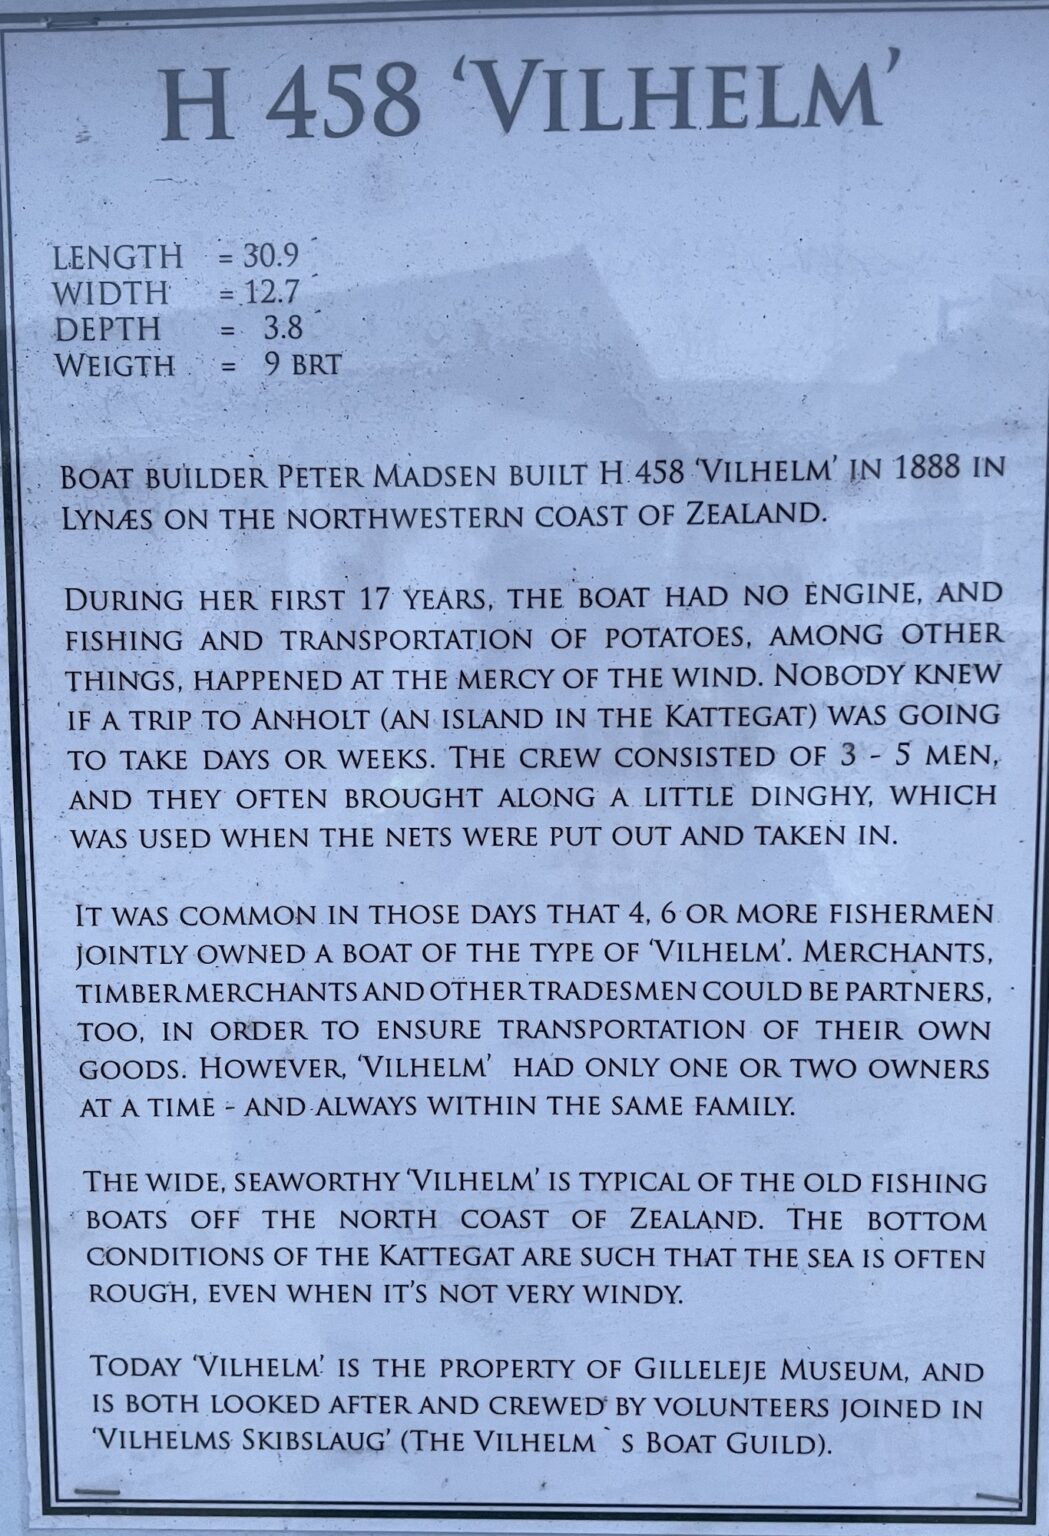 H 458 ‘VILHELM’
LENGTH = 30.9
WIDTH = 12.7
DEPTH = 3.8
WEIGTH = 9 BRT
BOAT BUILDER PETER MADSEN BUILT H 458 ‘VILHELM’ IN 1888 IN
LYNÆS ON THE NORTHWESTERN COAST OF ZEALAND.
DURING HER FIRST 17 YEARS, THE BOAT HAD NO ENGINE, AND
FISHING AND TRANSPORTATION OF POTATOES, AMONG OTHER
THINGS, HAPPENED AT THE MERCY OF THE WIND. NOBODY KNEW
IF A TRIP TO ANHOLT (AN ISLAND IN THE KATTEGAT) WAS GOING
TO TAKE DAYS OR WEEKS. THE CREW CONSISTED OF 3 - 5 MEN,
AND THEY OFTEN BROUGHT ALONG A LITTLE DINGHY, WHICH
WAS USED WHEN THE NETS WERE PUT OUT AND TAKEN IN.
IT WAS COMMON IN THOSE DAYS THAT 4, 6 OR MORE FISHERMEN
JOINTLY OWNED A BOAT OF THE TYPE OF ‘VILHELM’. MERCHANTS,
TIMBERMERCHANTS AND OTHER TRADESMEN COULD BE PARTNERS,
TOO, IN ORDER TO ENSURE TRANSPORTATION OF THEIR OWN
GOODS. HOWEVER, ‘VILHELM’ HAD ONLY ONE OR TWO OWNERS
AT A TIME - AND ALWAYS WITHIN THE SAME FAMILY.
THE WIDE, SEAWORTHY ‘VILHELM’ IS TYPICAL OF THE OLD FISHING
BOATS OFF THE NORTH COAST OF ZEALAND. THE BOTTOM
CONDITIONS OF THE KATTEGAT ARE SUCH THAT THE SEA IS OFTEN
ROUGH, EVEN WHEN IT’S NOT VERY WINDY.
TODAY ‘VILHELM’ IS THE PROPERTY OF GILLELEJE MUSEUM, AND
IS BOTH LOOKED AFTER AND CREWED BY VOLUNTEERS JOINED IN
‘VILHELMS SKIBSLAUG’ (THE VILHELM`S BOAT GUILD).